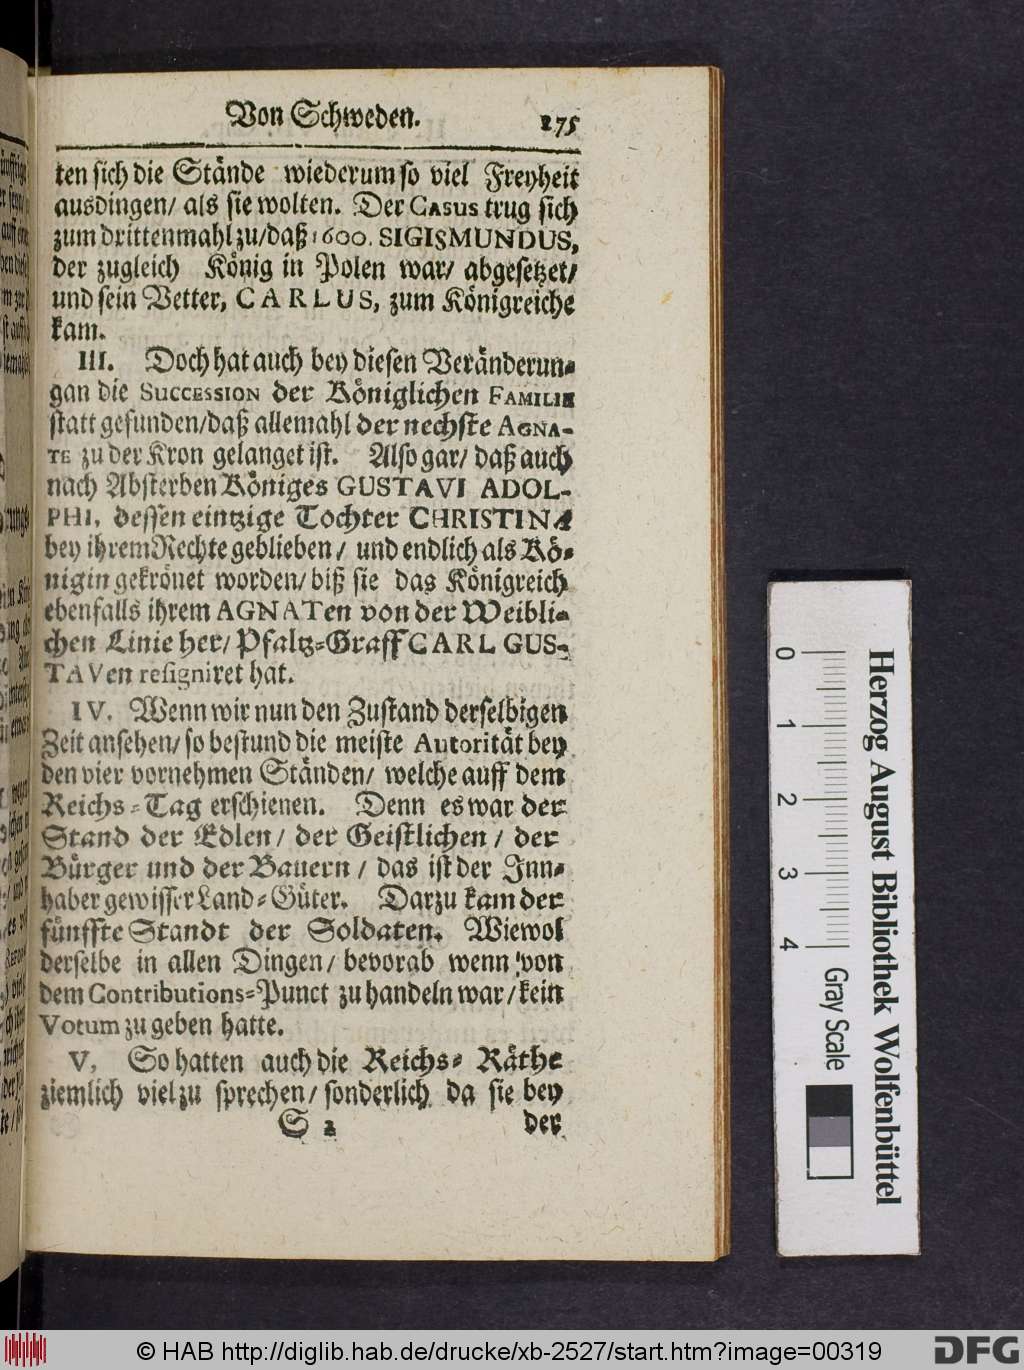 Von Schweden. 275
ten sich die Stände wiederum so viel Freyheit
ausdingen/ als sie wolten. Der Casus trug sich
zum drittenmahl zu/daß 1600. SIGISMUNDUS,
der zugleich König in Polen war/ abgesetzet/
und sein Vetter, CARLUS, zum Königreiche
kam.
III. Doch hat auch bey diesen Veränderun-
gan die SUCCESSION der Königlichen FAMILIE
statt gefunden/daß allemahl der nechste AGNA-
TE zu der Kron gelanget ist. Also gar/ daß auch
nach Absterben Königes GUSTAVI ADOL-
PHI, dessen eintzige Tochter CHRISTINA
bey ihrem Rechte geblieben/ und endlich als Kö-
nigin gekrönet worden/ biß sie das Königreich
ebenfalls ihrem AGNATen von der Weibli-
chen Linie her/ Pfaltz-Graff CARL GUS-
TAVen resigniret hat.
IV. Wenn wir nun den Zustand derselbigen
Zeit ansehen/ so bestund die meiste Autorität bey
den vier vornehmen Ständen/ welche auff dem
Reichs-Tag erschienen. Denn es war der
Stand der Edlen/ der Geistlichen/ der
Bürger und der Bauern/ das ist der Inn-
haber gewisser Land-Güter. Darzu kam der
fünffte Standt der Soldaten. Wiewol
derselbe in allen Dingen/ bevorab wenn von
dem Contributions-Punct zu handeln war/kein
Votum zu geben hatte.
V. So hatten auch die Reichs-Räthe
ziemlich viel zu sprechen/ sonderlich da sie bey
S 2 der
0 1 2 3 4 Gray Scale
Herzog August Bibliothek Wolfenbüttel
© HAB http://diglib.hab.de/drucke/xb-2527/start.htm?image=00319
DFG